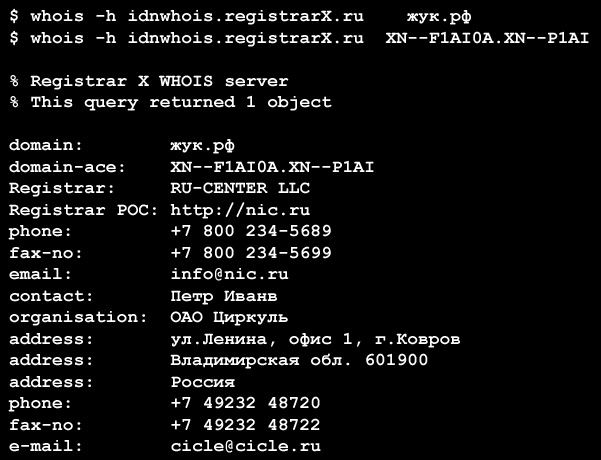 $ whois -h idnwhois.registrarX.ru жук.рф
$ whois -h idnwhois.registrarX.ru XN--F1AI0A.XN--P1AI
% Registrar X WHOIS server
% This query returned 1 object
domain: жук.рф
domain-ace: XN--F1AI0A.XN--P1AI
Registrar: RU-CENTER LLC
Registrar POC: http://nic.ru
phone: +7 800 234-5689
fax-no: +7 800 234-5699
email: info@nic.ru
contact: Петр Иванв
organisation: ОАО Циркуль
address: ул.Ленина, офис 1, г.Ковров
address: Владимирская обл. 601900
address: Россия
phone: +7 49232 48720
fax-no: +7 49232 48722
e-mail: cicle@cicle.ru